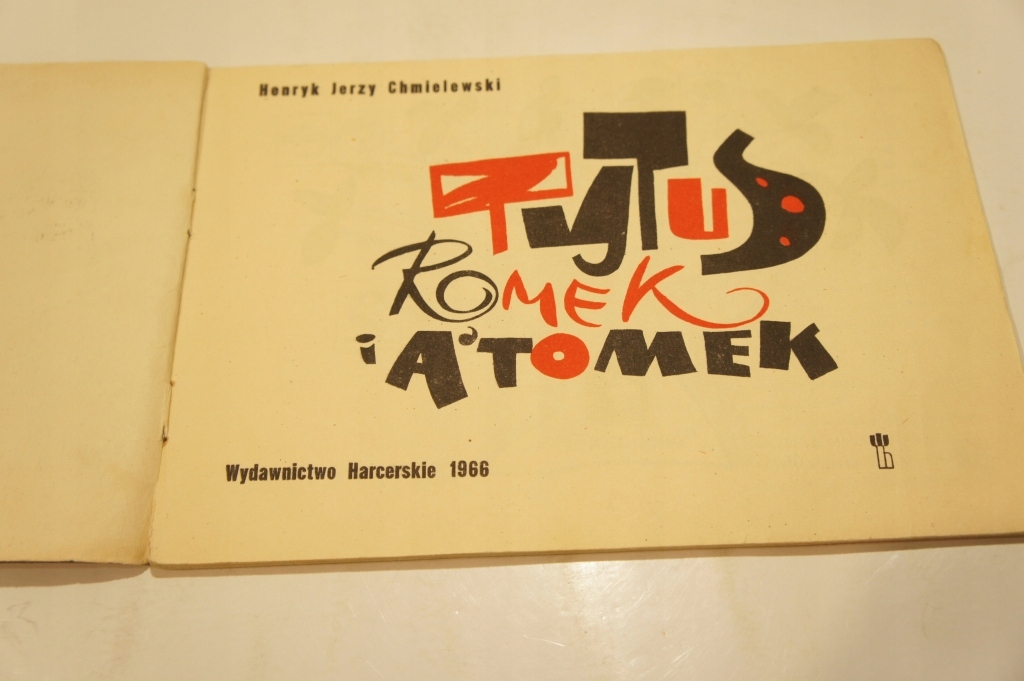 Henryk Jerzy Chmielewski
TYTUS
ROMEK
i A'TOMEK
Wydawnictwo Harcerskie 1966